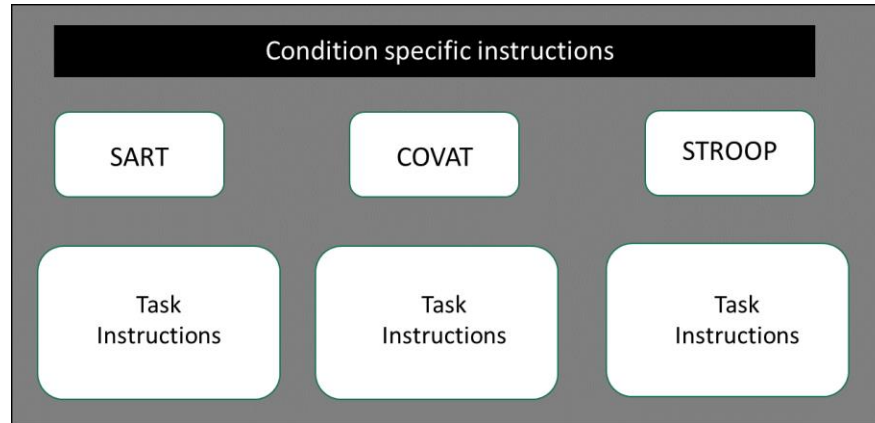 Condition specific instructions
SART
COVAT
STROOP
Task
Instructions
Task
Instructions
Task
Instructions